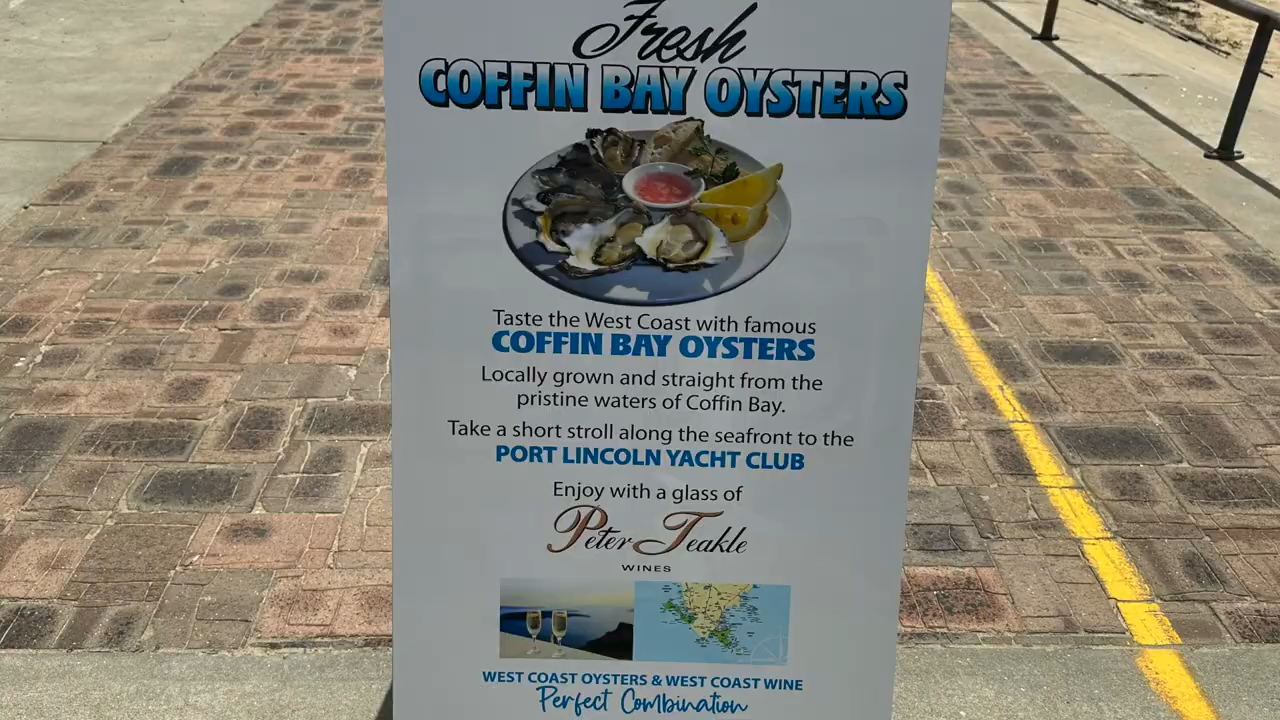 Fresh
COFFIN BAY OYSTERS
Taste the West Coast with famous
COFFIN BAY OYSTERS
Locally grown and straight from the
pristine waters of Coffin Bay.
Take a short stroll along the seafront to the
PORT LINCOLN YACHT CLUB
Enjoy with a glass of
Peter Teakle
WINES
WEST COAST OYSTERS & WEST COAST WINE
Perfect Combination